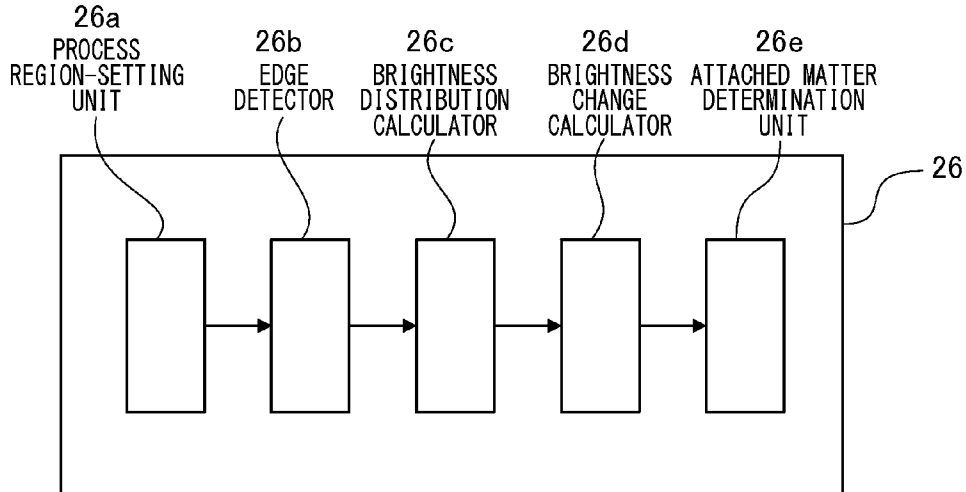 26a
PROCESS
REGION-SETTING
UNIT
26b
EDGE
DETECTOR
26c
BRIGHTNESS
DISTRIBUTION
CALCULATOR
26d
BRIGHTNESS
CHANGE
CALCULATOR
26e
ATTACHED MATTER
DETERMINATION
UNIT
26